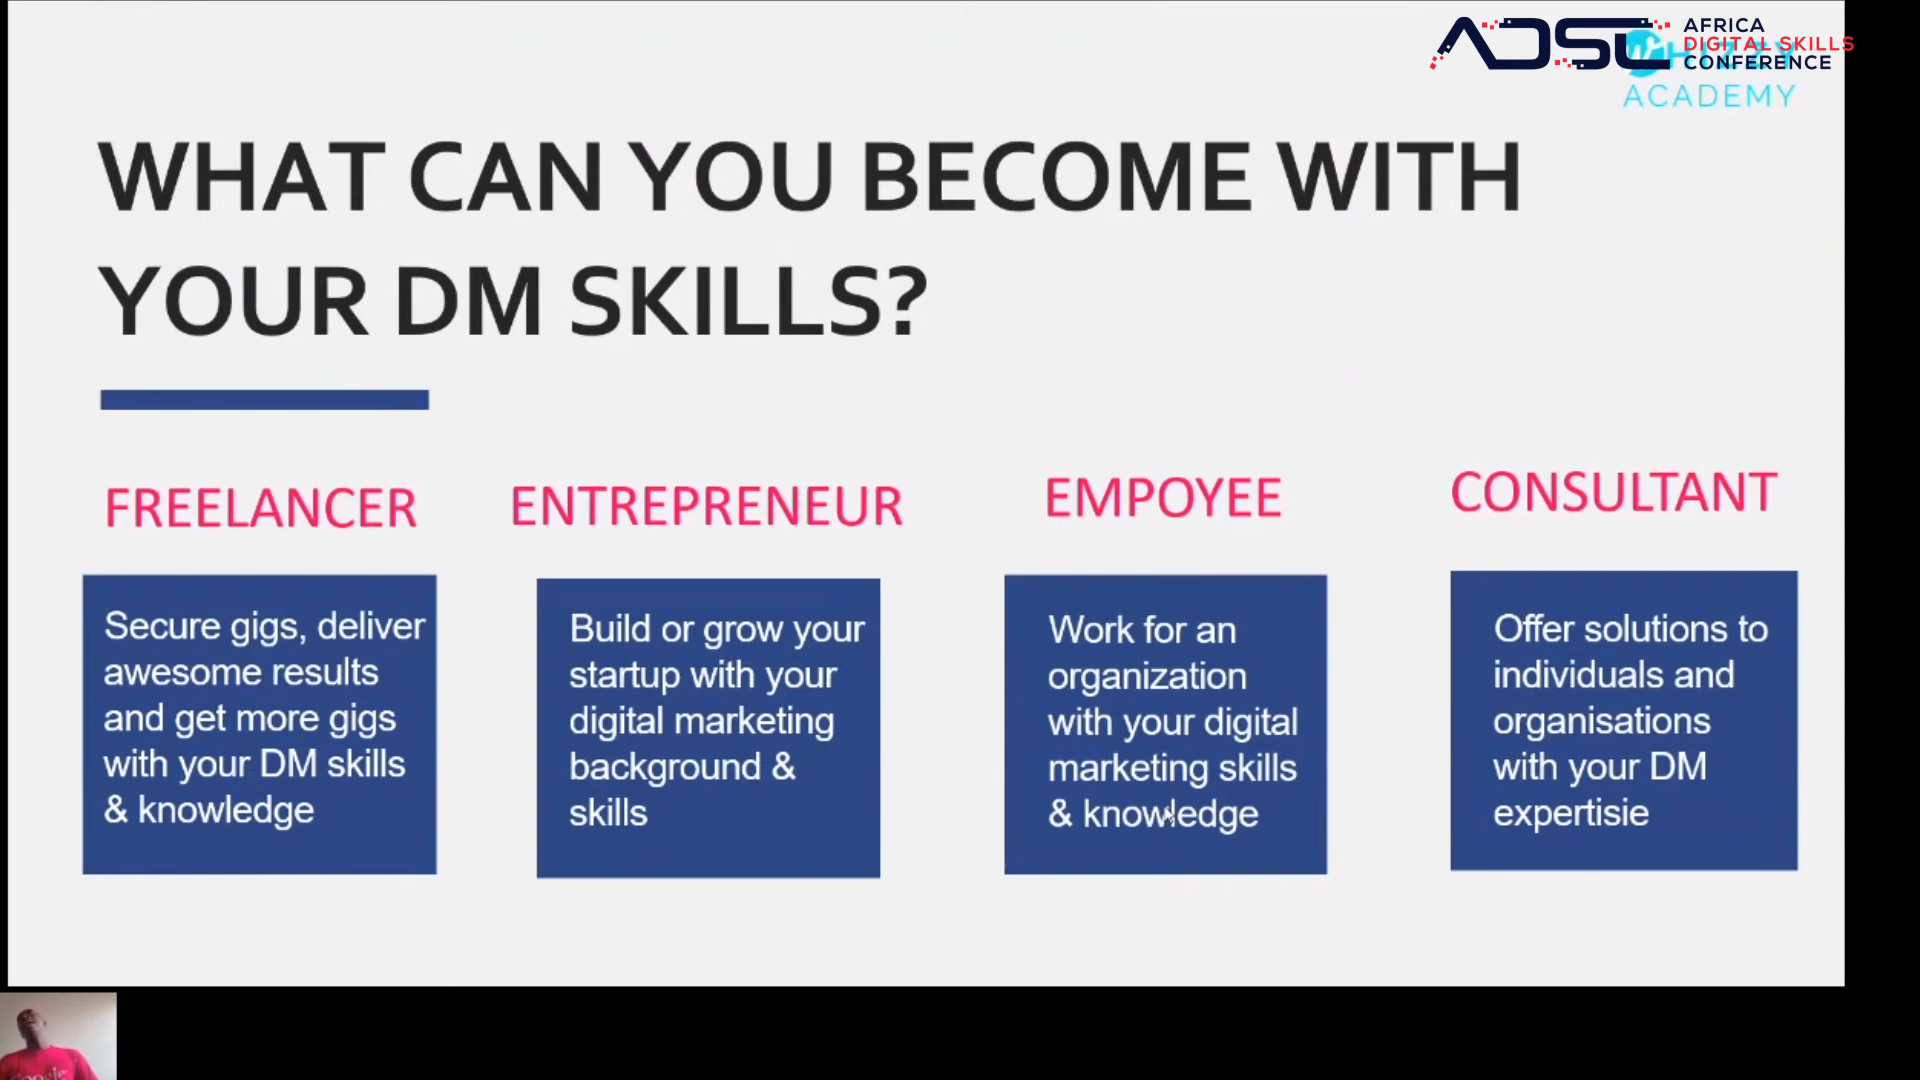 AFRICA
DIGITAL SKILLS
CONFERENCE
ACADEMY
WHAT CAN YOU BECOME WITH
YOUR DM SKILLS?
FREELANCER
Secure gigs, deliver
awesome results
and get more gigs
with your DM skills
& knowledge
ENTREPRENEUR
Build or grow your
startup with your
digital marketing
background &
skills
EMPOYEE
Work for an
organization
with your digital
marketing skills
& knowledge
CONSULTANT
Offer solutions to
individuals and
organisations
with your DM
expertisie
Google